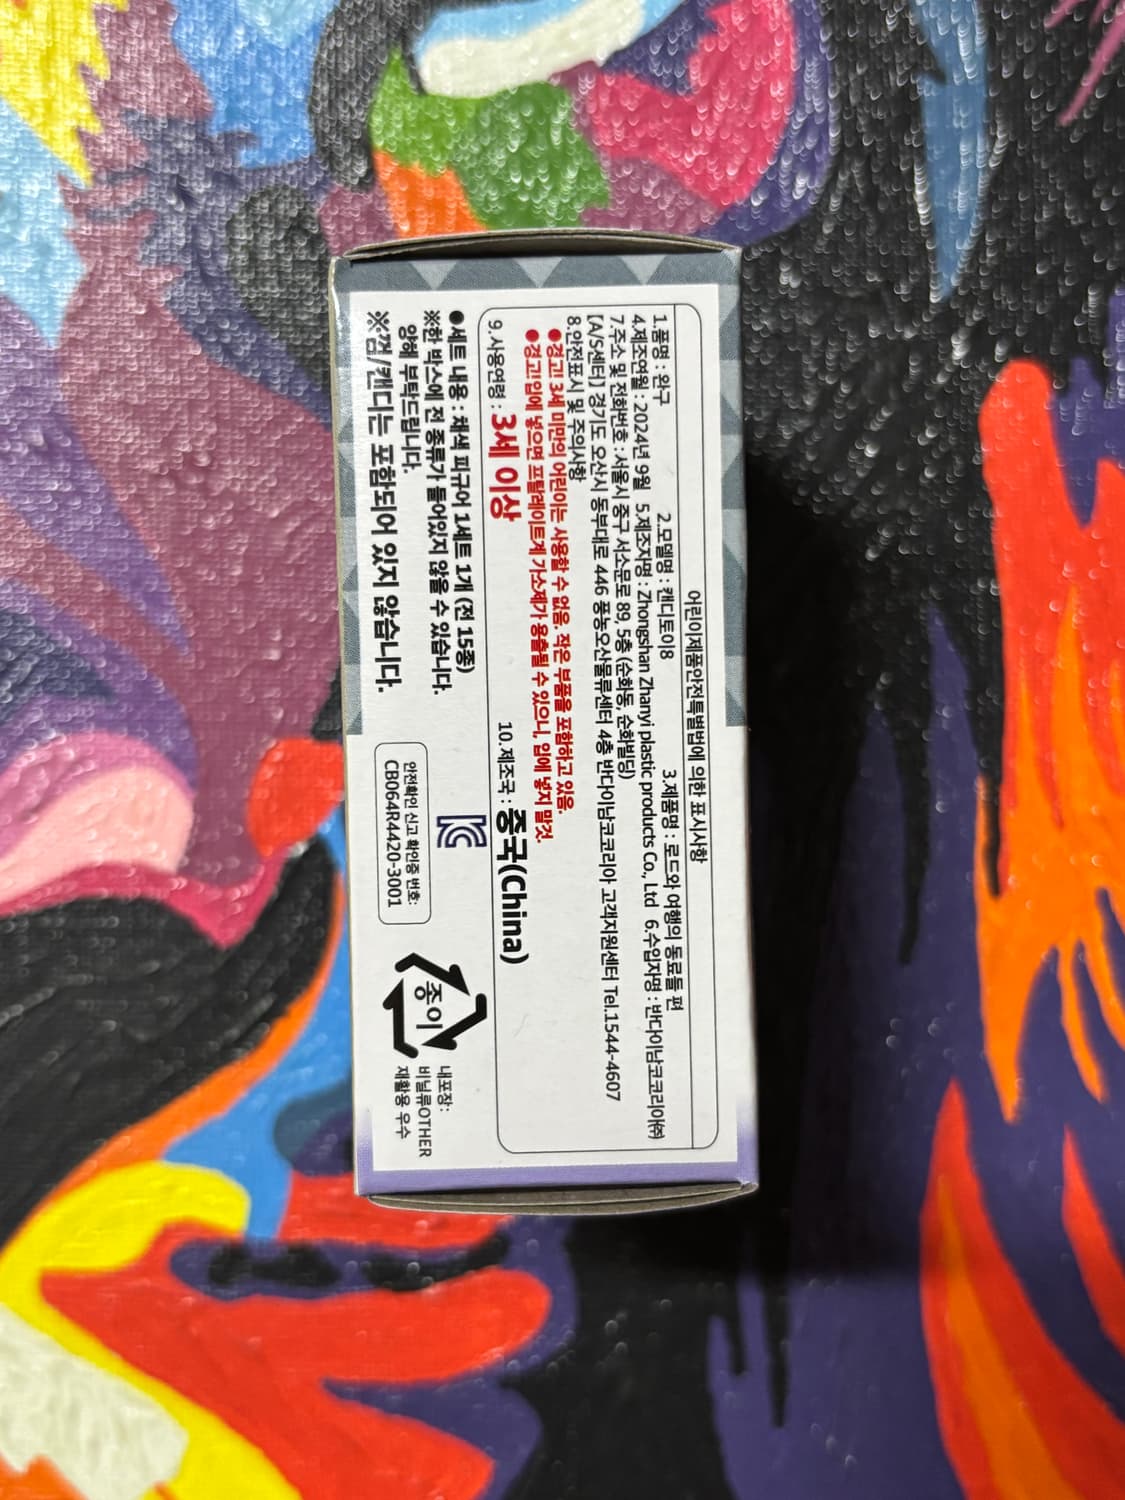 어린이제품안전특별법에 의한 표시사항
1.품명 : 완구 2.모델명 : 캔디토이8 3.제품명 : 로드와 여행의 동료들 편
4.제조연월 : 2024년 9월 5.제조자명 : Zhongshan Zhanyi plastic products Co., Ltd 6.수입자명 : 반다이남코코리아㈜
7.주소 및 전화번호 : 서울시 중구 서소문로 89, 5층 (순화동, 순화빌딩)
【A/S센터】 경기도 오산시 동부대로 446 풍농오산물류센터 4층 반다이남코코리아 고객지원센터 Tel.1544-4607
8.안전표시 및 주의사항
●경고! 3세 미만의 어린이는 사용할 수 없음. 작은 부품을 포함하고 있음.
●경고!입에 넣으면 프탈레이트계 가소제가 용출될 수 있으니, 입에 넣지 말것.
9.사용연령 : 3세 이상 10.제조국 : 중국(China)
●세트 내용 : 채색 피규어 1세트 1개 (전 15종)
※한 박스에 전 종류가 들어있지 않을 수 있습니다.
양해 부탁드립니다.
※껌/캔디는 포함되어 있지 않습니다.
KC
안전확인 신고 확인증 번호:
CB064R4420-3001
종이
내포장:
비닐류OTHER
재활용 우수